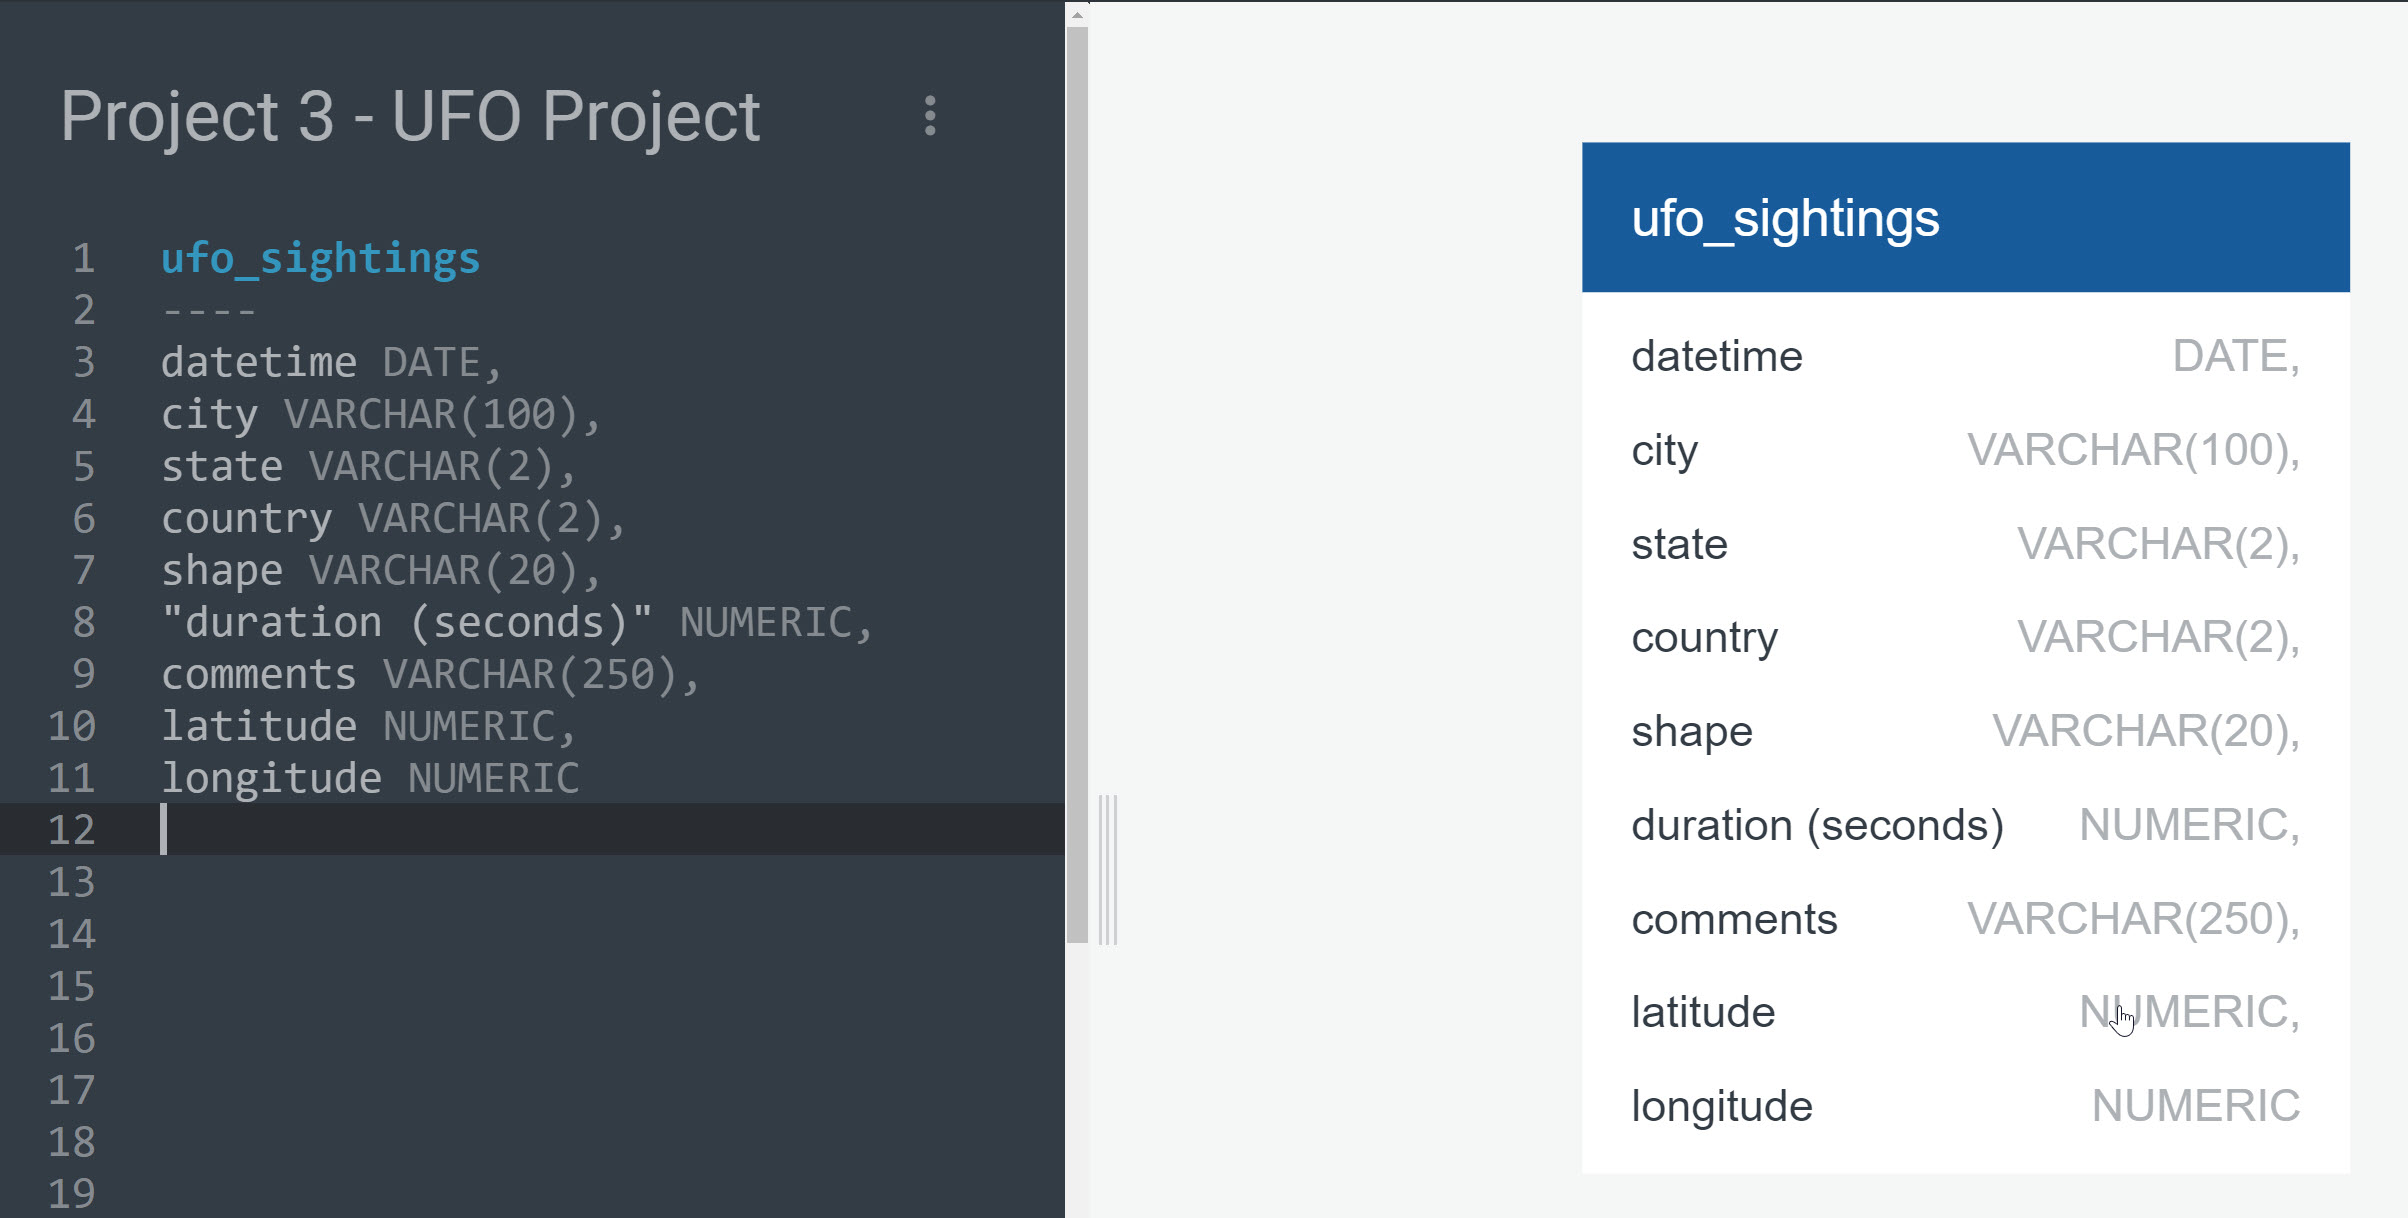 Project 3 - UFO Project
1 ufo_sightings
2 ----
3 datetime DATE,
4 city VARCHAR(100),
5 state VARCHAR(2),
6 country VARCHAR(2),
7 shape VARCHAR(20),
8 "duration (seconds)" NUMERIC,
9 comments VARCHAR(250),
10 latitude NUMERIC,
11 longitude NUMERIC
12
13
14
15
16
17
18
19
ufo_sightings
datetime DATE,
city VARCHAR(100),
state VARCHAR(2),
country VARCHAR(2),
shape VARCHAR(20),
duration (seconds) NUMERIC,
comments VARCHAR(250),
latitude NUMERIC,
longitude NUMERIC